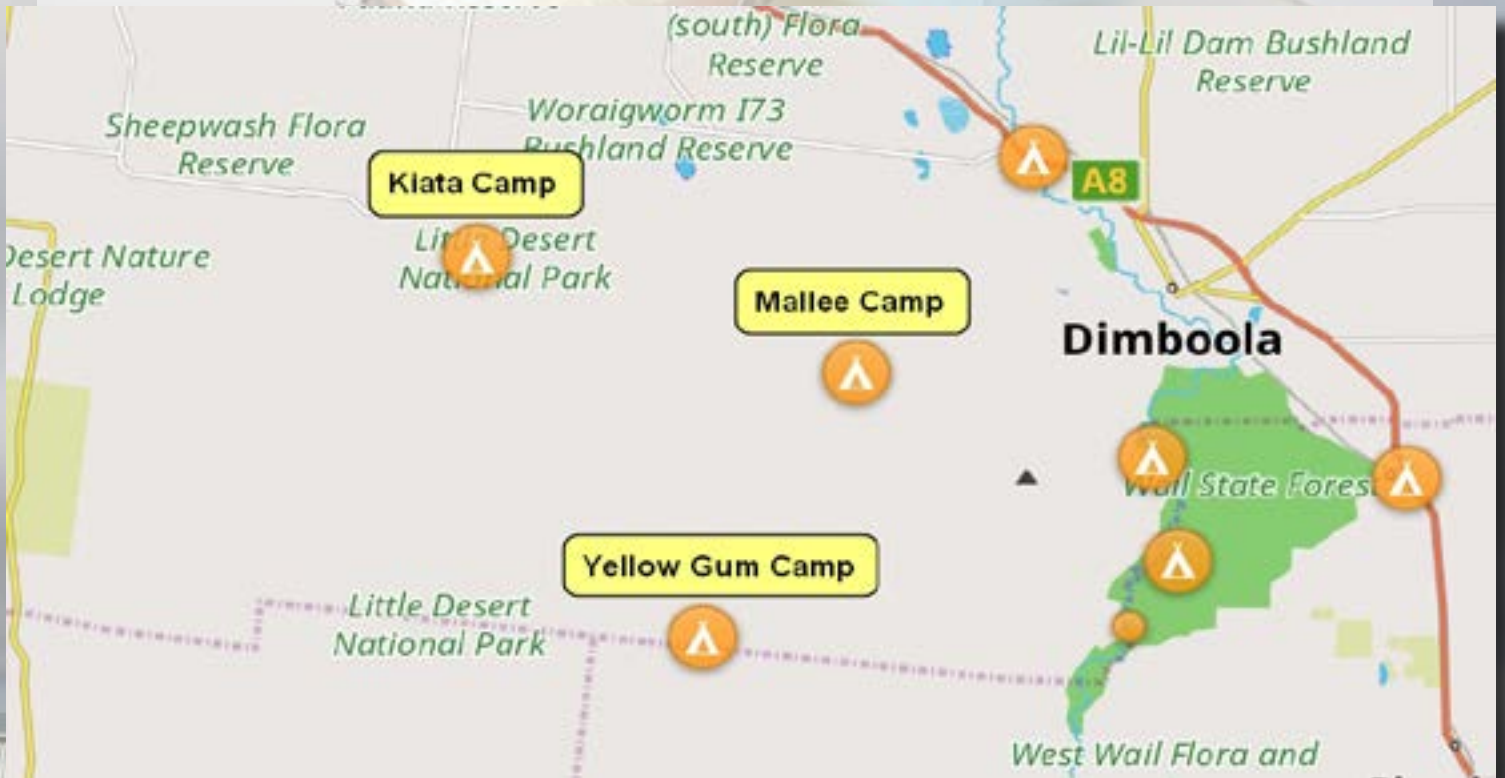 (south) Flora
Reserve
Lil-Lil Dam Bushland
Reserve
Sheepwash Flora
Reserve
Woraigworm I73
Bushland Reserve
Kiata Camp
A8
Little Desert
National Park
Desert Nature
Lodge
Mallee Camp
Dimboola
Wail State Forest
Yellow Gum Camp
Little Desert
National Park
West Wail Flora and